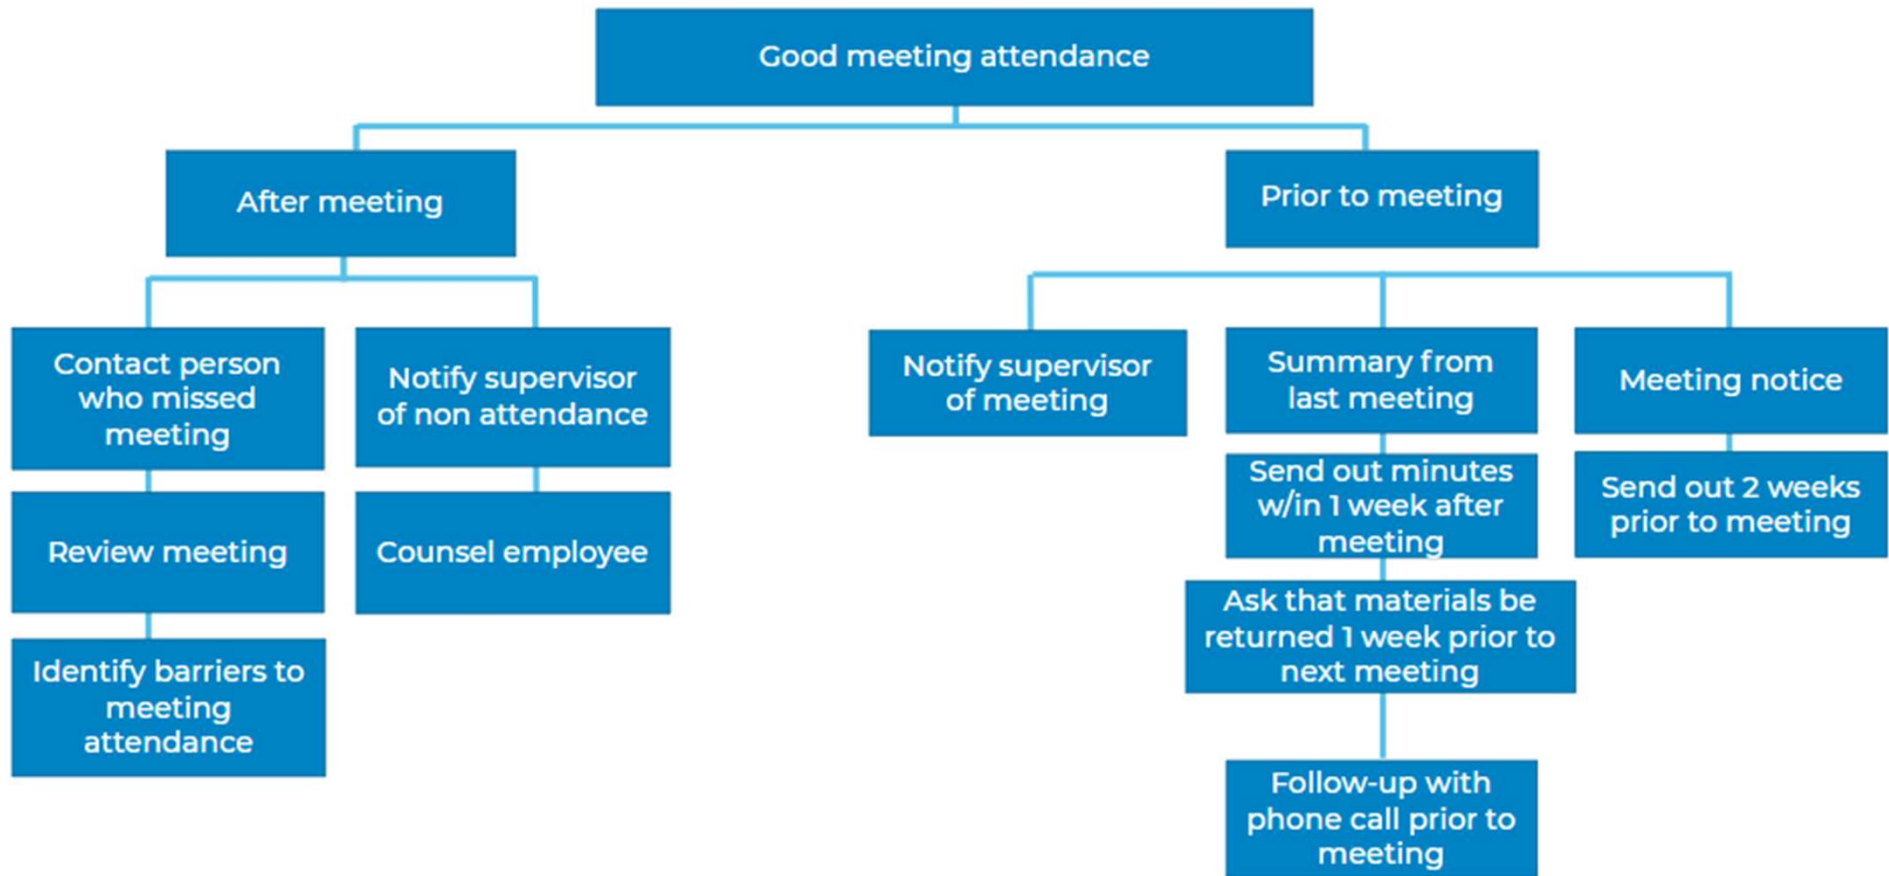 Good meeting attendance
After meeting
Prior to meeting
Contact person
who missed
meeting
Notify supervisor
of non attendance
Notify supervisor
of meeting
Summary from
last meeting
Meeting notice
Review meeting
Counsel employee
Send out minutes
w/in 1 week after
meeting
Send out 2 weeks
prior to meeting
Identify barriers to
meeting
attendance
Ask that materials be
returned 1 week prior to
next meeting
Follow-up with
phone call prior to
meeting